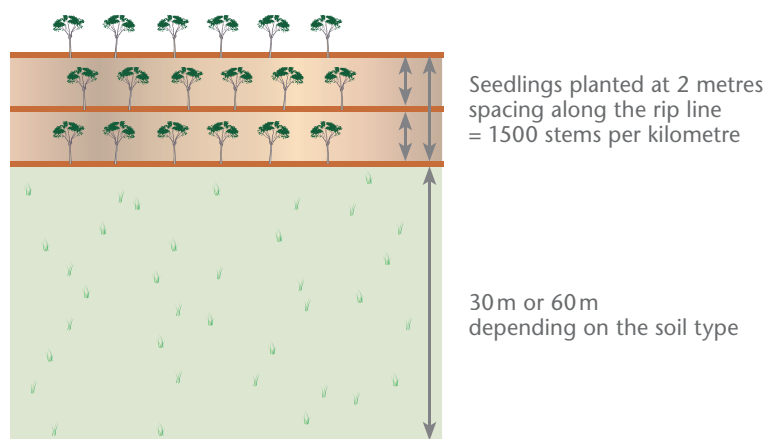 Seedlings planted at 2 metres
spacing along the rip line
= 1500 stems per kilometre
30 m or 60 m
depending on the soil type